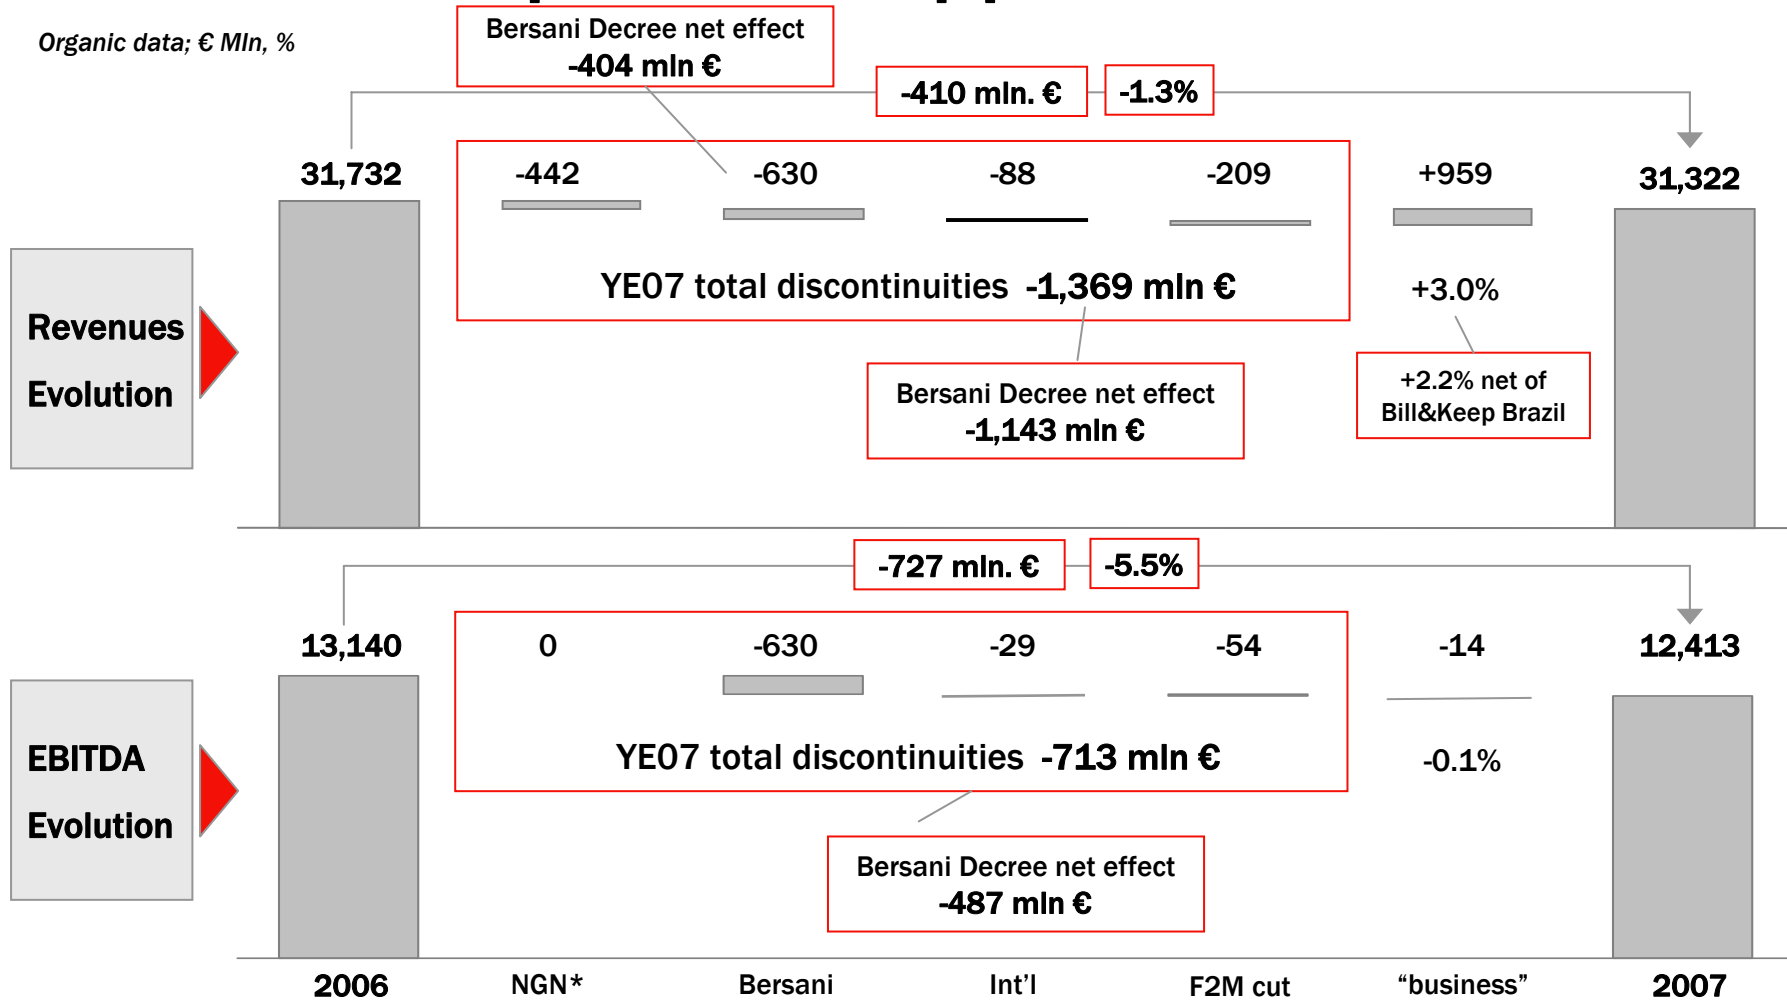 Organic data; € Mln, %
Bersani Decree net effect
-404 mln €
-410 mln. €
-1.3%
31,732
-442
-630
-88
-209
+959
31,322
YE07 total discontinuities -1,369 mln €
+3.0%
Revenues
Evolution
Bersani Decree net effect
-1,143 mln €
+2.2% net of
Bill&Keep Brazil
-727 mln. €
-5.5%
13,140
0
-630
-29
-54
-14
12,413
YE07 total discontinuities -713 mln €
-0.1%
EBITDA
Evolution
Bersani Decree net effect
-487 mln €
2006
NGN*
Bersani
Int'l
F2M cut
“business”
2007